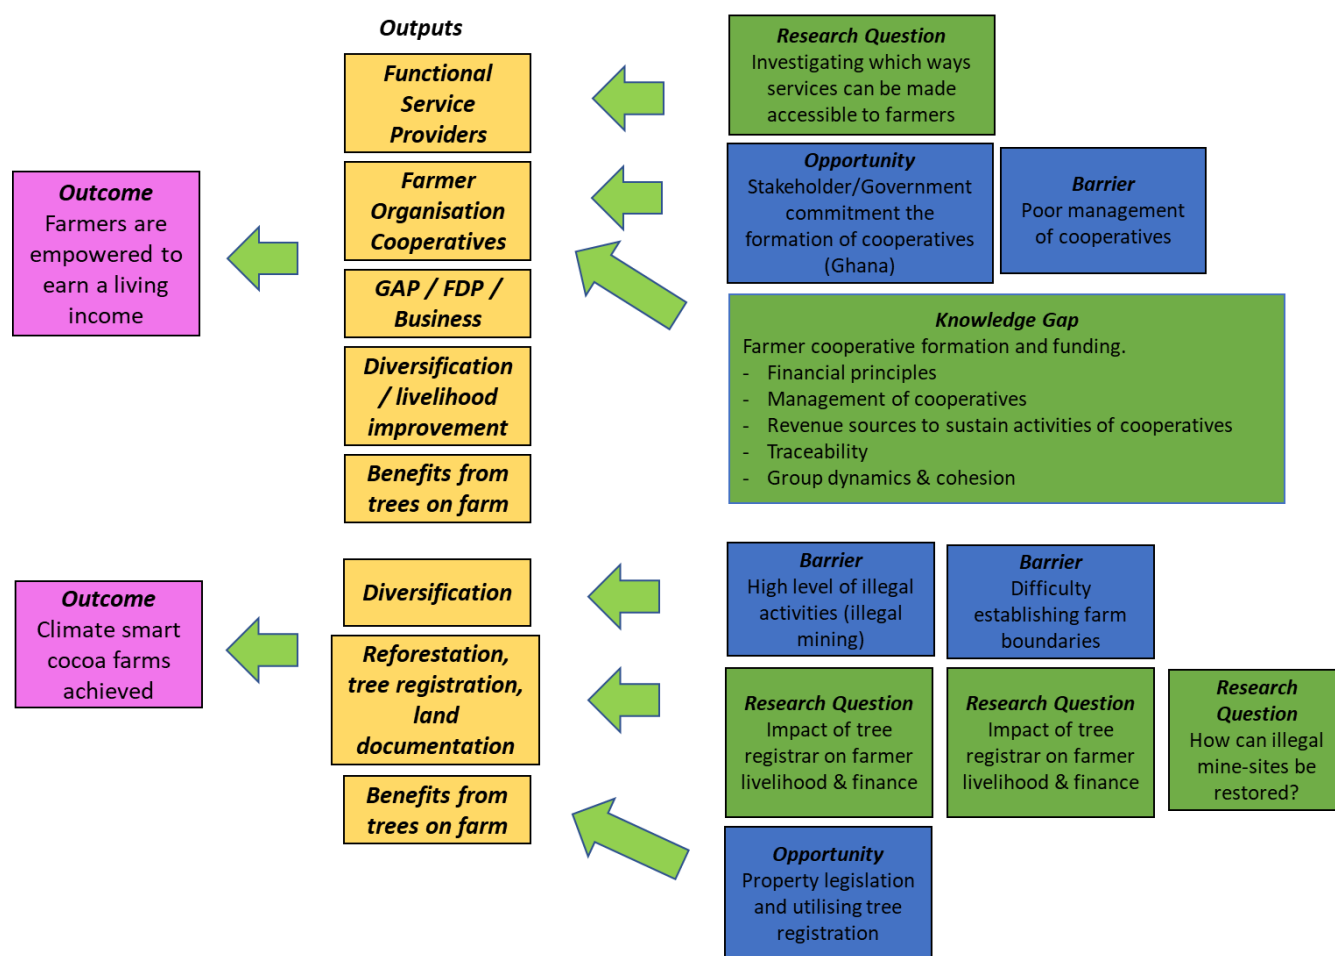 Outputs
Functional
Service
Providers
Farmer
Organisation
Cooperatives
GAP / FDP /
Business
Diversification
/ livelihood
improvement
Benefits from
trees on farm
Outcome
Farmers are
empowered to
earn a living
income
Research Question
Investigating which ways
services can be made
accessible to farmers
Opportunity
Stakeholder/Government
commitment the
formation of cooperatives
(Ghana)
Barrier
Poor management
of cooperatives
Knowledge Gap
Farmer cooperative formation and funding.
- Financial principles
- Management of cooperatives
- Revenue sources to sustain activities of cooperatives
- Traceability
- Group dynamics & cohesion
Outcome
Climate smart
cocoa farms
achieved
Diversification
Reforestation,
tree registration,
land
documentation
Benefits from
trees on farm
Barrier
High level of illegal
activities (illegal
mining)
Barrier
Difficulty
establishing farm
boundaries
Research Question
Impact of tree
registrar on farmer
livelihood & finance
Research Question
Impact of tree
registrar on farmer
livelihood & finance
Research
Question
How can illegal
mine-sites be
restored?
Opportunity
Property legislation
and utilising tree
registration